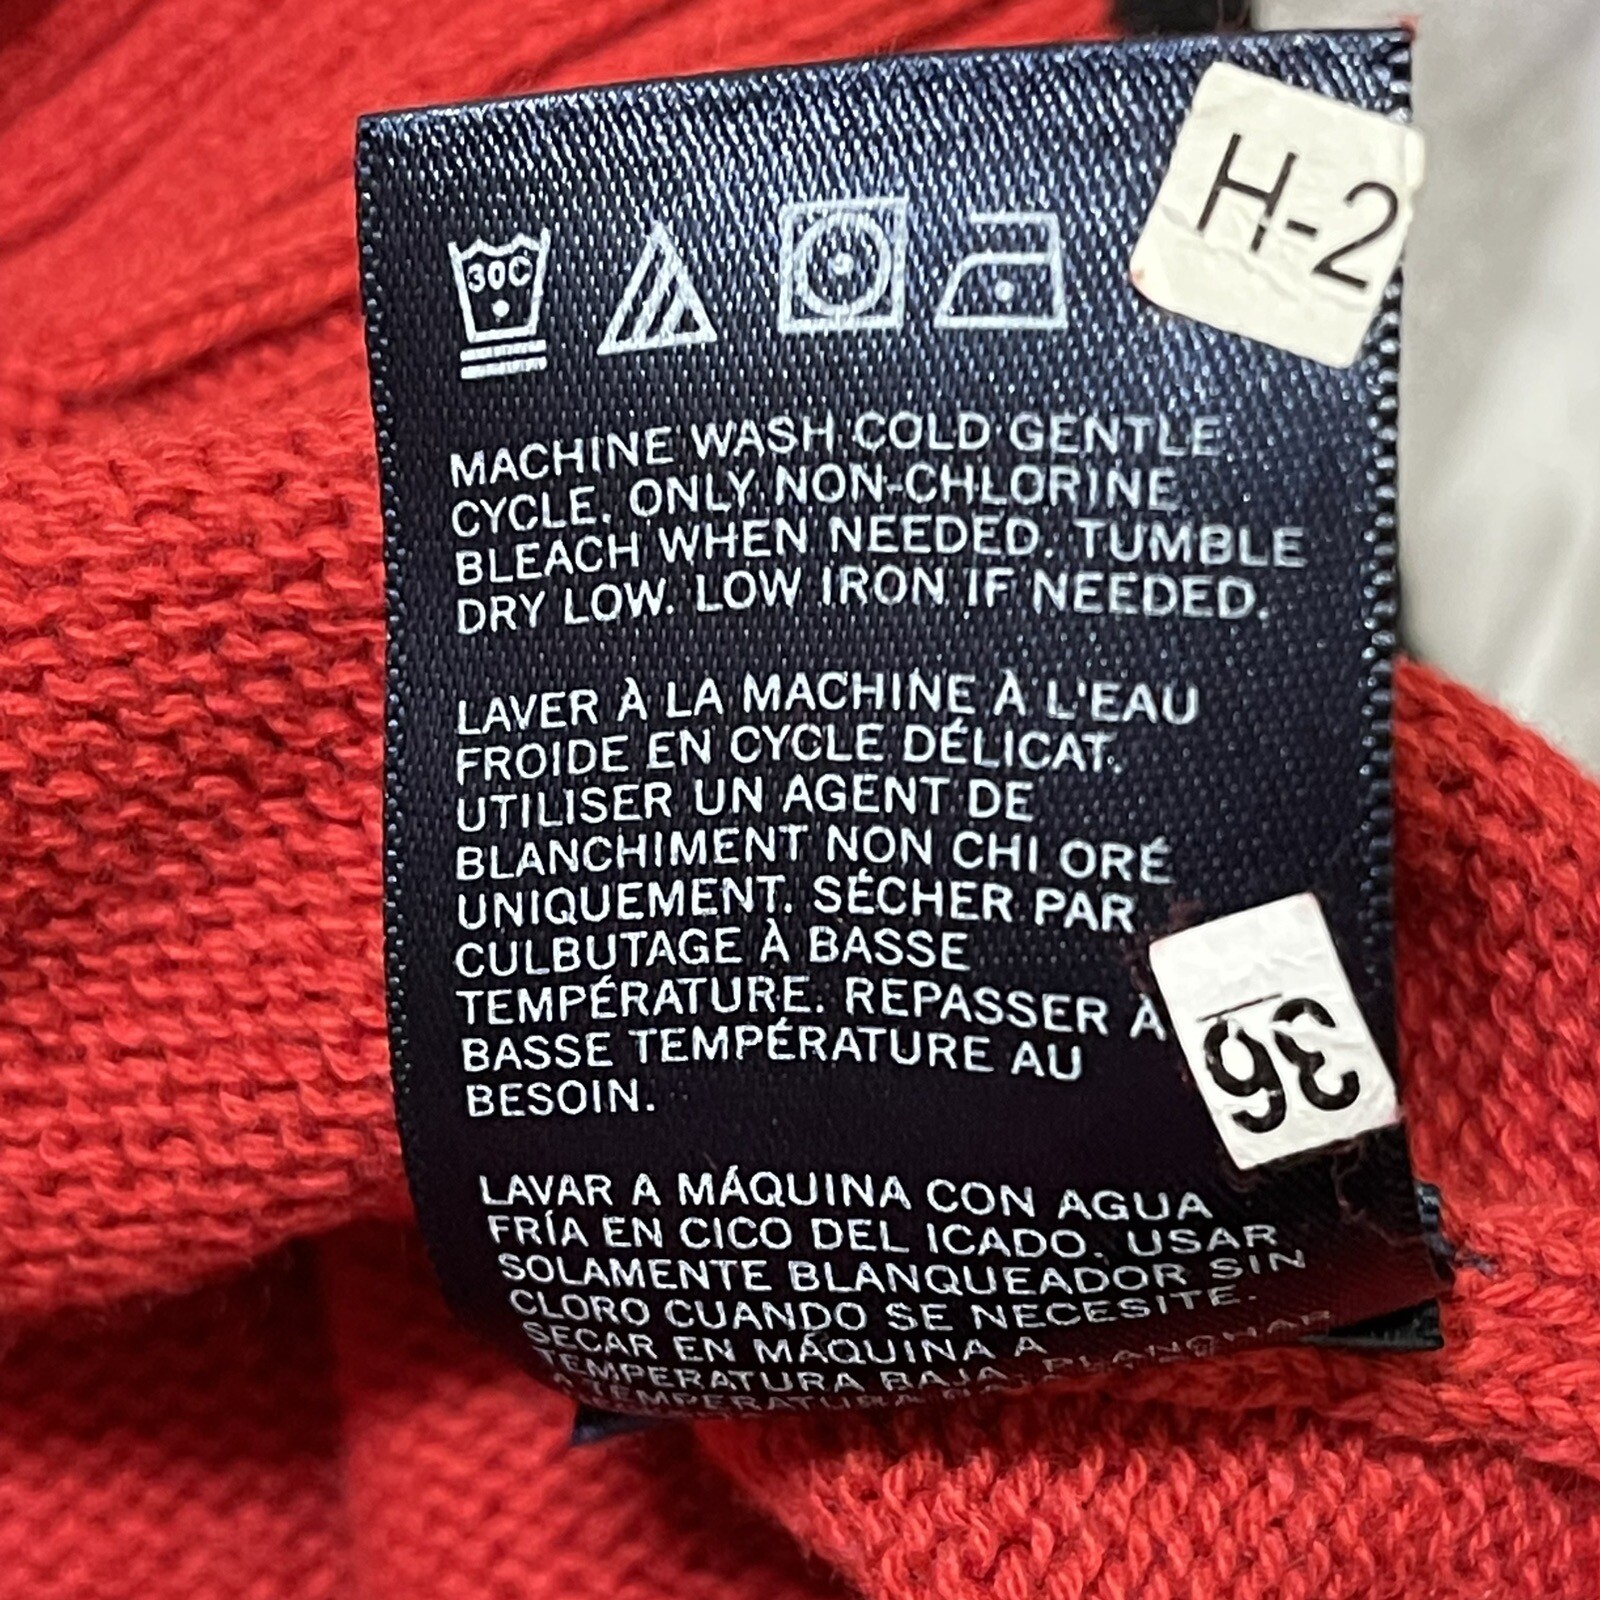 H-2
30C
MACHINE WASH COLD GENTLE
CYCLE. ONLY NON-CHLORINE
BLEACH WHEN NEEDED. TUMBLE
DRY LOW. LOW IRON IF NEEDED.
LAVER À LA MACHINE À L'EAU
FROIDE EN CYCLE DÉLICAT.
UTILISER UN AGENT DE
BLANCHIMENT NON CHI ORÉ
UNIQUEMENT. SÉCHER PAR
CULBUTAGE À BASSE
TEMPÉRATURE. REPASSER À
BASSE TEMPÉRATURE AU
BESOIN.
36
LAVAR A MÁQUINA CON AGUA
FRÍA EN CICO DEL ICADO. USAR
SOLAMENTE BLANQUEADOR SIN
CLORO CUANDO SE NECESITE.
SECAR EN MÁQUINA A
TEMPERATURA BAJA. PLANCHAR
A TEMPERATURA